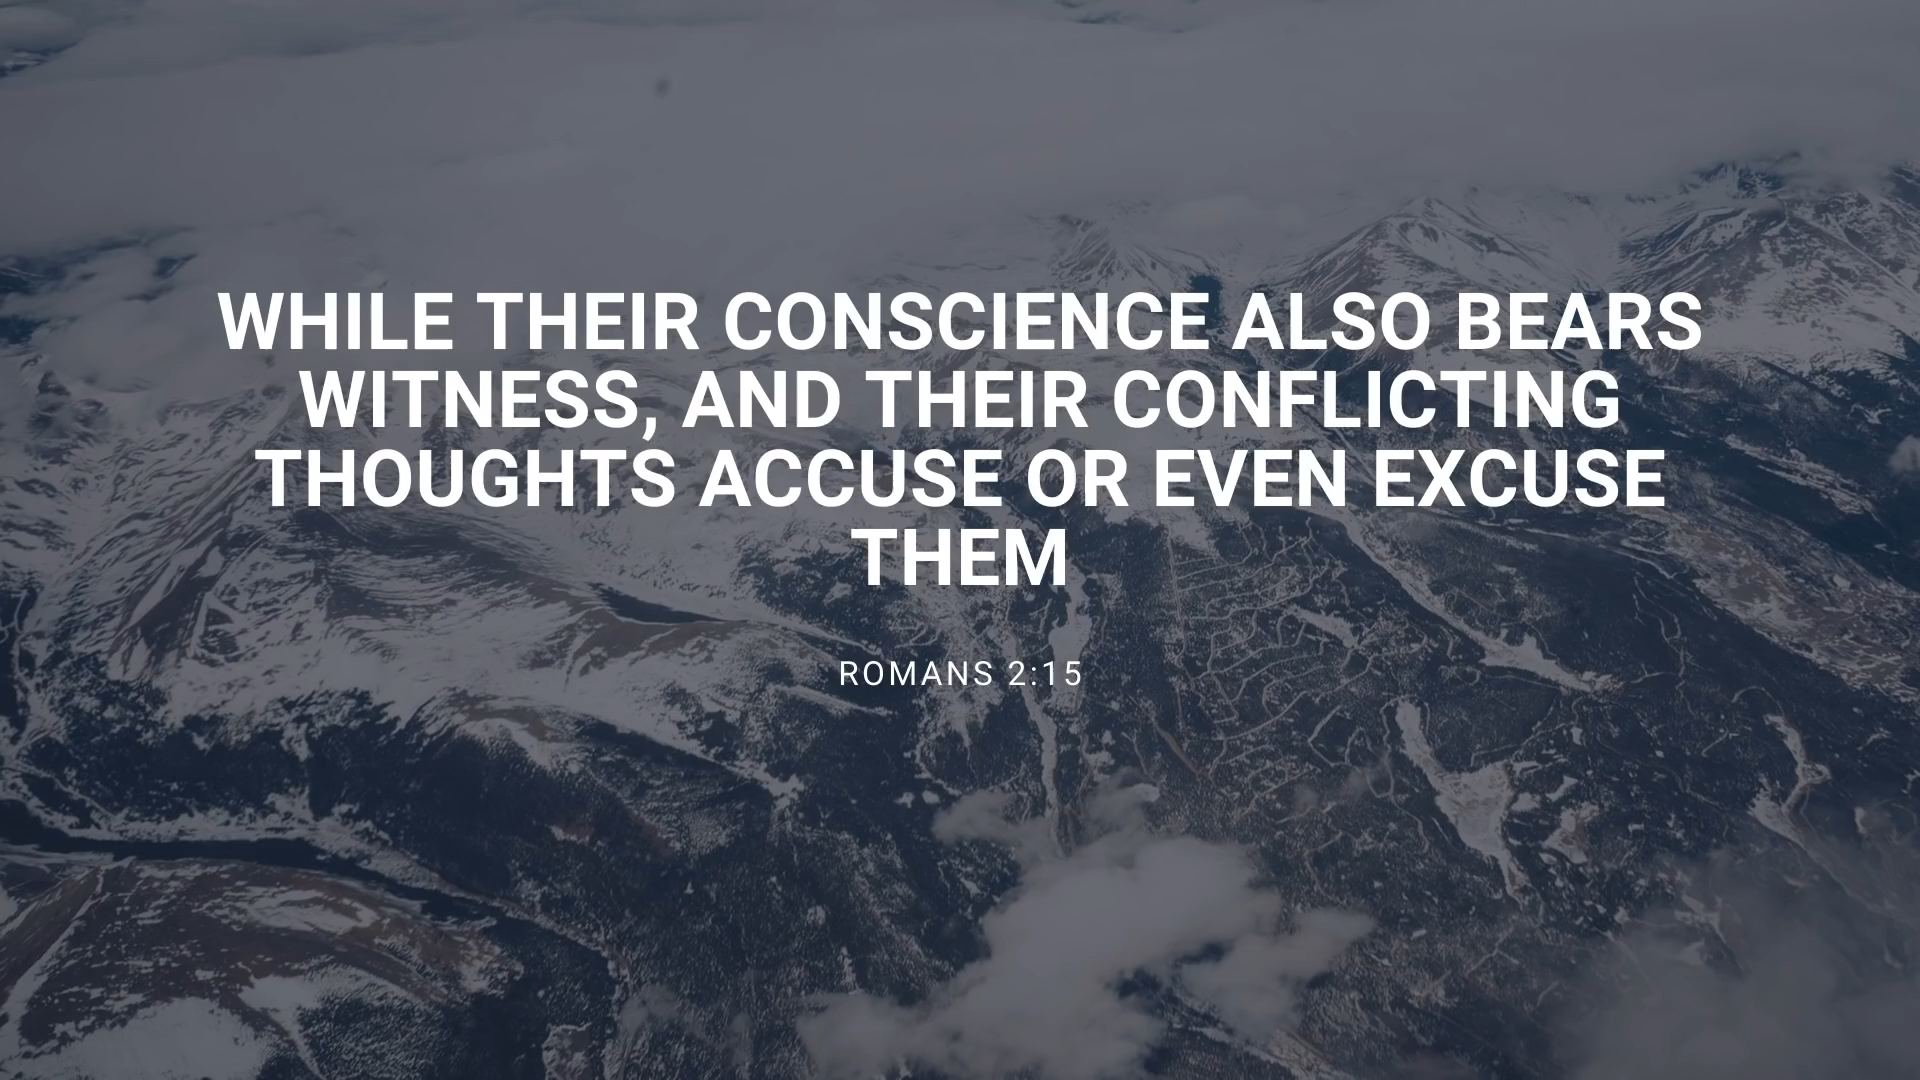 WHILE THEIR CONSCIENCE ALSO BEARS
WITNESS, AND THEIR CONFLICTING
THOUGHTS ACCUSE OR EVEN EXCUSE
THEM
ROMANS 2:15